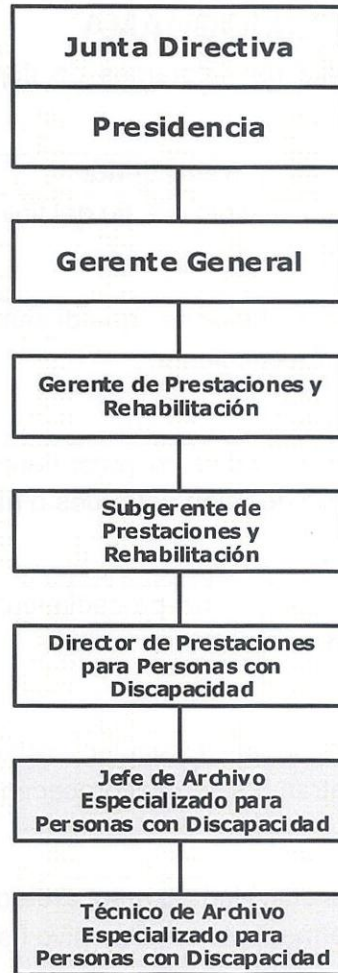 Junta Directiva
Presidencia
Gerente General
Gerente de Prestaciones y
Rehabilitación
Subgerente de
Prestaciones y
Rehabilitación
Director de Prestaciones
para Personas con
Discapacidad
Jefe de Archivo
Especializado para
Personas con Discapacidad
Técnico de Archivo
Especializado para
Personas con Discapacidad